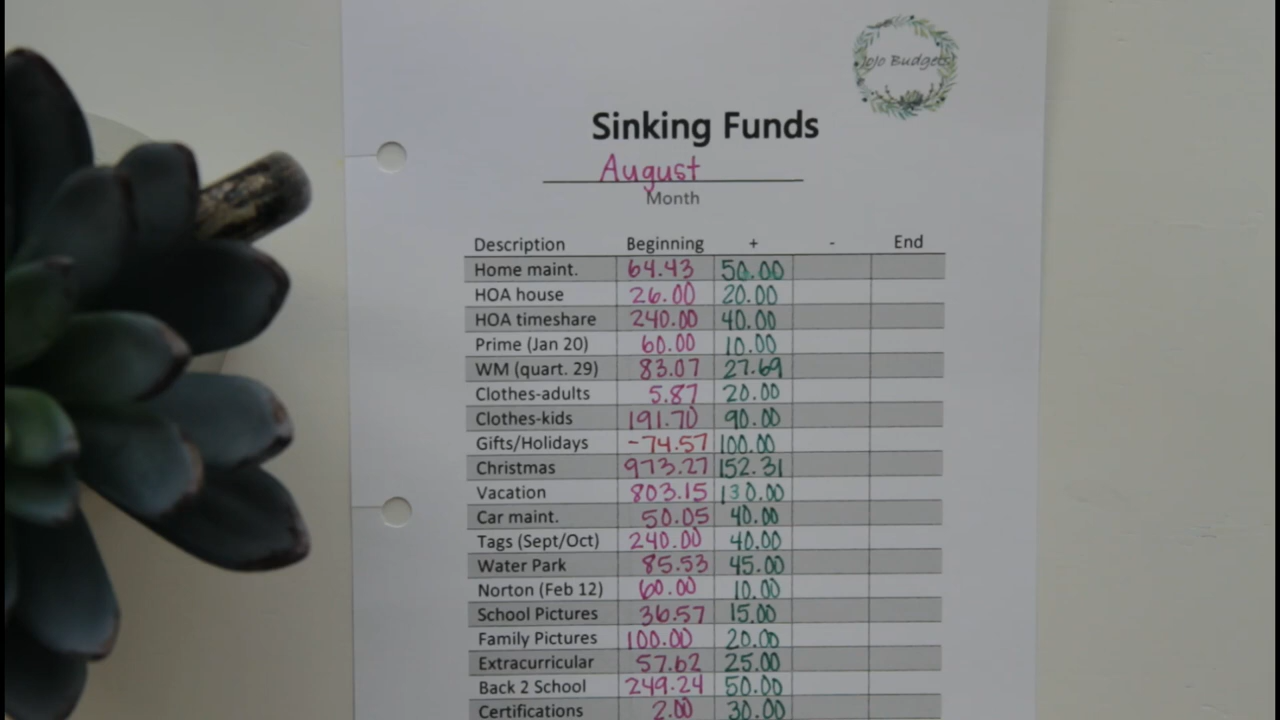 JoJo Budgets
Sinking Funds
August
Month
Description Beginning + - End
Home maint. 64.43 50.00
HOA house 26.00 20.00
HOA timeshare 240.00 40.00
Prime (Jan 20) 60.00 10.00
WM (quart. 29) 83.07 27.69
Clothes-adults 5.87 20.00
Clothes-kids 191.70 90.00
Gifts/Holidays -74.57 100.00
Christmas 973.27 152.31
Vacation 803.15 130.00
Car maint. 50.05 40.00
Tags (Sept/Oct) 240.00 40.00
Water Park 85.53 45.00
Norton (Feb 12) 60.00 10.00
School Pictures 36.57 15.00
Family Pictures 100.00 20.00
Extracurricular 57.62 25.00
Back 2 School 249.24 50.00
Certifications 2.00 30.00